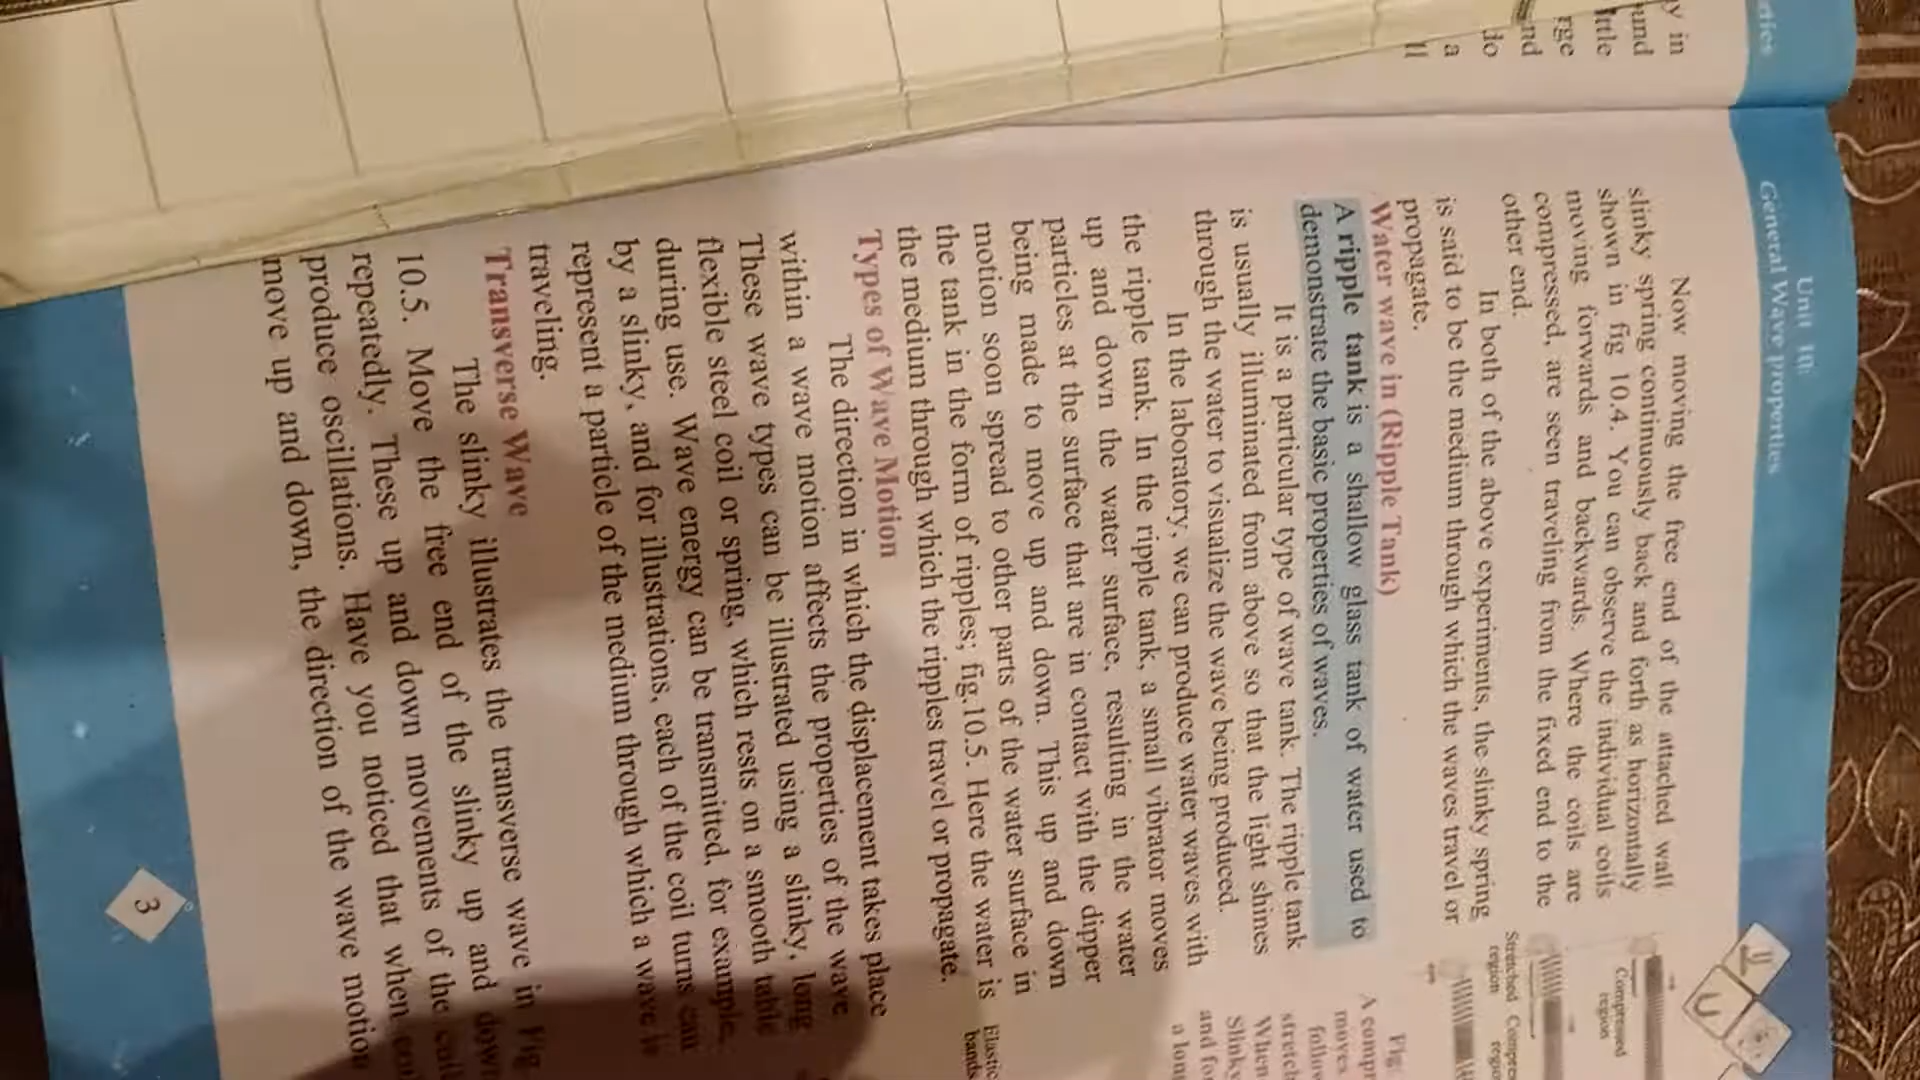 Unit 10:
General Wave properties
Now moving the free end of the attached wall
slinky spring continuously back and forth as horizontally
shown in fig 10.4. You can observe the individual coils
moving forwards and backwards. Where the coils are
compressed, are seen traveling from the fixed end to the
other end.
In both of the above experiments, the slinky spring
is said to be the medium through which the waves travel or
propagate.
Water wave in (Ripple Tank)
A ripple tank is a shallow glass tank of water used to
demonstrate the basic properties of waves.
It is a particular type of wave tank. The ripple tank
is usually illuminated from above so that the light shines
through the water to visualize the wave being produced.
In the laboratory, we can produce water waves with
the ripple tank. In the ripple tank, a small vibrator moves
up and down the water surface, resulting in the water
particles at the surface that are in contact with the dipper
being made to move up and down. This up and down
motion soon spread to other parts of the water surface in
the tank in the form of ripples; fig.10.5. Here the water is
the medium through which the ripples travel or propagate.
Types of Wave Motion
The direction in which the displacement takes place
within a wave motion affects the properties of the wave.
These wave types can be illustrated using a slinky, long
flexible steel coil or spring, which rests on a smooth table
during use. Wave energy can be transmitted, for example,
by a slinky, and for illustrations, each of the coil turns can
represent a particle of the medium through which a wave is
traveling.
Transverse Wave
The slinky illustrates the transverse wave in Fig
10.5. Move the free end of the slinky up and down
repeatedly. These up and down movements of the
produce oscillations. Have you noticed that when
move up and down, the direction of the wave motion
3
Compressed
region
Stretched
region
Fig:
A compr
moves
follow
stretch
When
Slinky
and for
a long
Elastic
bands
y in
und
ttle
rge
nd
do
a